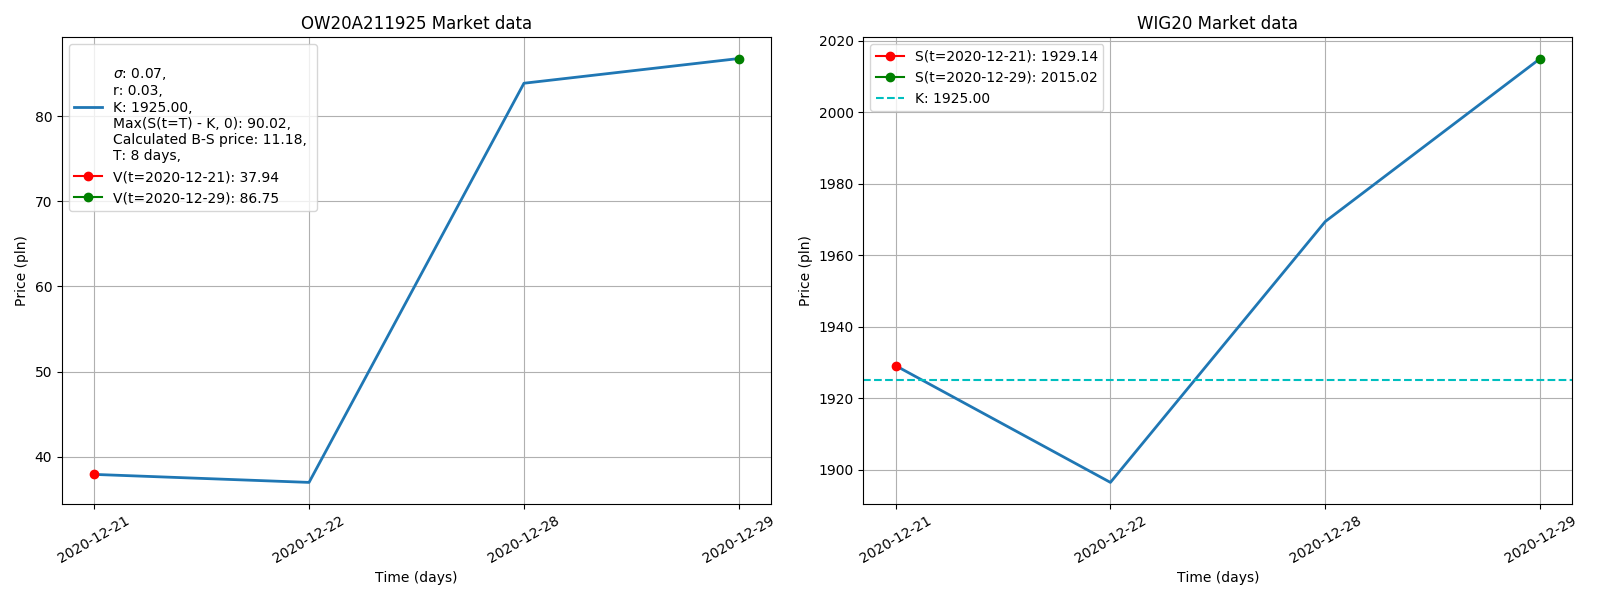 OW20A211925 Market data
σ: 0.07,
r: 0.03,
K: 1925.00,
Max(S(t=T) - K, 0): 90.02,
Calculated B-S price: 11.18,
T: 8 days,
V(t=2020-12-21): 37.94
V(t=2020-12-29): 86.75
80
70
60
50
40
Price (pln)
2020-12-21
2020-12-22
2020-12-28
2020-12-29
Time (days)
WIG20 Market data
S(t=2020-12-21): 1929.14
S(t=2020-12-29): 2015.02
K: 1925.00
2020
2000
1980
1960
1940
1920
1900
Price (pln)
2020-12-21
2020-12-22
2020-12-28
2020-12-29
Time (days)